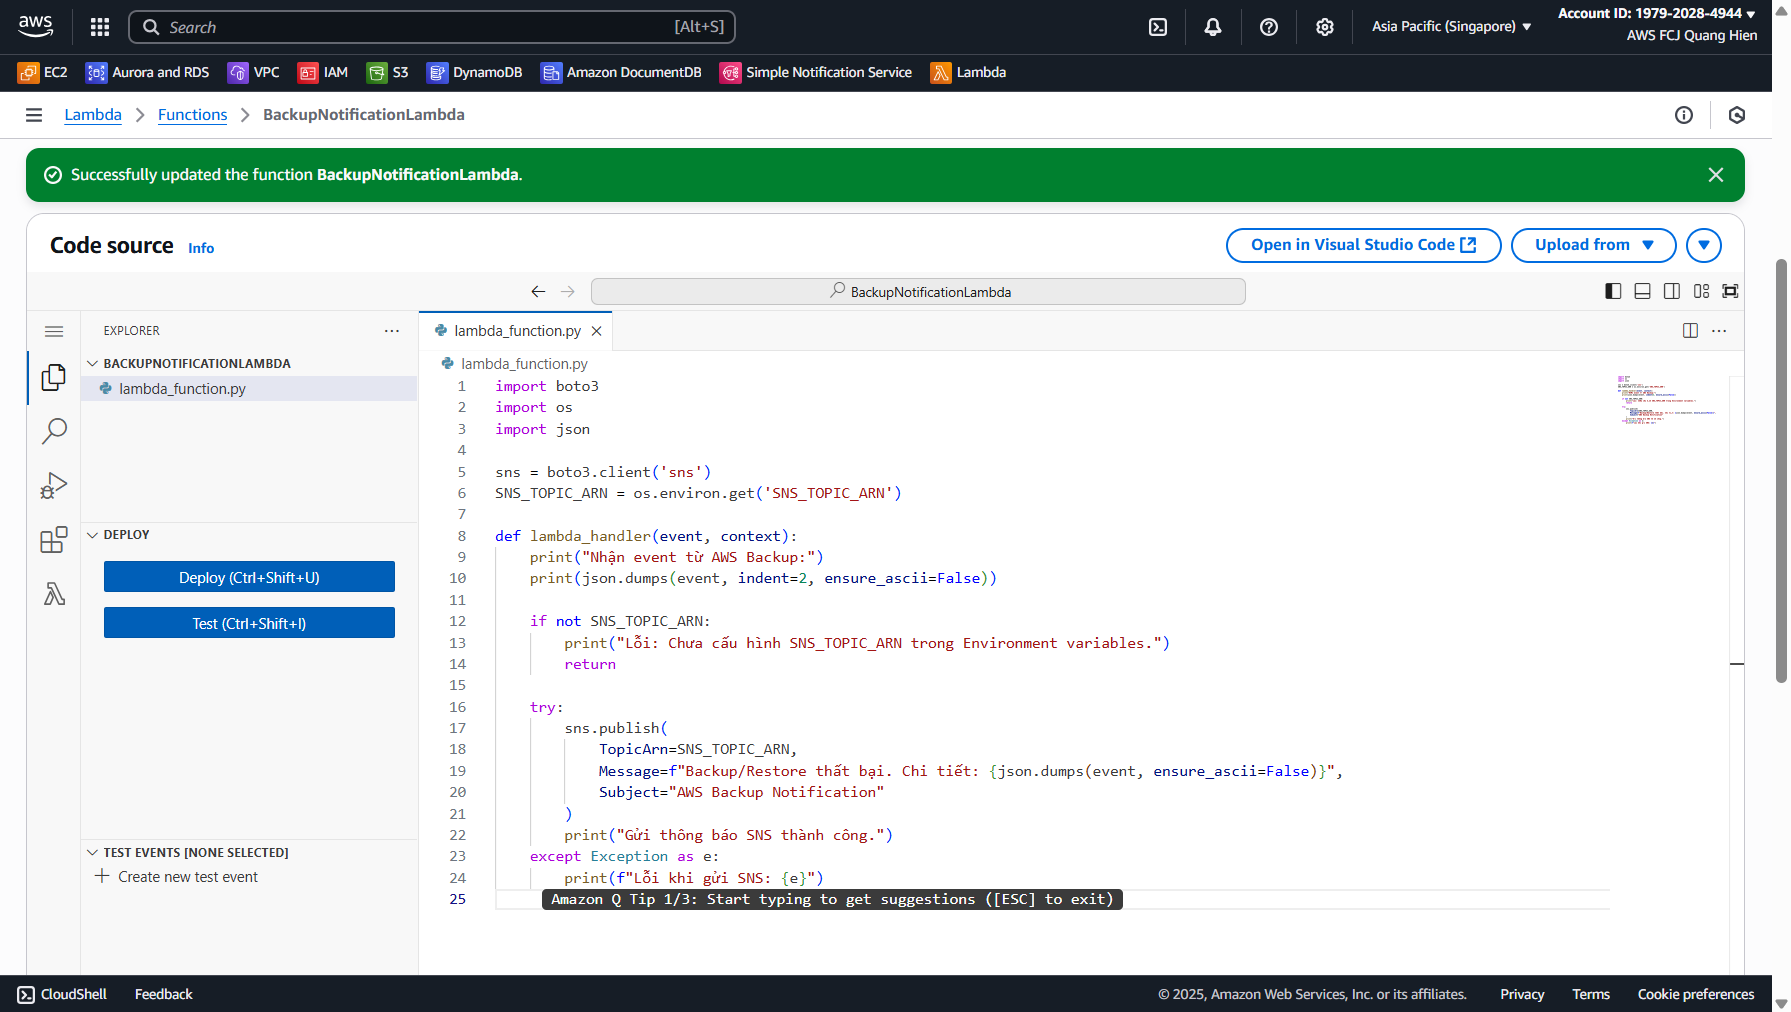 aws
Search
[Alt+S]
Asia Pacific (Singapore)
Account ID: 1979-2028-4944
AWS FCJ Quang Hien
EC2
Aurora and RDS
VPC
IAM
S3
DynamoDB
Amazon DocumentDB
Simple Notification Service
Lambda
Lambda
Functions
BackupNotificationLambda
Successfully updated the function BackupNotificationLambda.
Code source
Info
Open in Visual Studio Code
Upload from
BackupNotificationLambda
EXPLORER
BACKUPNOTIFICATIONLAMBDA
lambda_function.py
DEPLOY
Deploy (Ctrl+Shift+U)
Test (Ctrl+Shift+I)
TEST EVENTS [NONE SELECTED]
Create new test event
lambda_function.py
lambda_function.py
1 import boto3
2 import os
3 import json
4
5 sns = boto3.client('sns')
6 SNS_TOPIC_ARN = os.environ.get('SNS_TOPIC_ARN')
7
8 def lambda_handler(event, context):
9 print("Nhận event từ AWS Backup:")
10 print(json.dumps(event, indent=2, ensure_ascii=False))
11
12 if not SNS_TOPIC_ARN:
13 print("Lỗi: Chưa cấu hình SNS_TOPIC_ARN trong Environment variables.")
14 return
15
16 try:
17 sns.publish(
18 TopicArn=SNS_TOPIC_ARN,
19 Message=f"Backup/Restore thất bại. Chi tiết: {json.dumps(event, ensure_ascii=False)}",
20 Subject="AWS Backup Notification"
21 )
22 print("Gửi thông báo SNS thành công.")
23 except Exception as e:
24 print(f"Lỗi khi gửi SNS: {e}")
25 Amazon Q Tip 1/3: Start typing to get suggestions ([ESC] to exit)
CloudShell
Feedback
© 2025, Amazon Web Services, Inc. or its affiliates.
Privacy
Terms
Cookie preferences